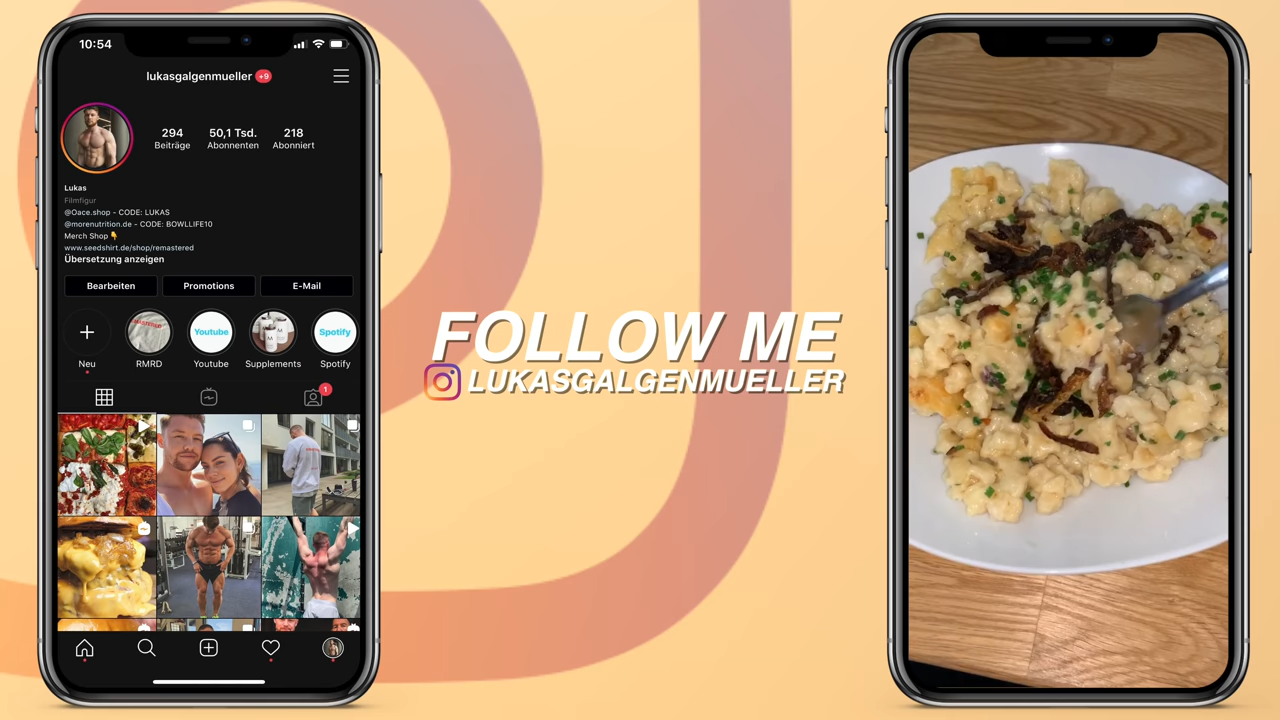 10:54
lukasgalgenmueller +9
294 50,1 Tsd. 218
Beiträge Abonnenten Abonniert
Lukas
Filmfigur
@Oace.shop - CODE: LUKAS
@morenutrition.de - CODE: BOWLLIFE10
Merch Shop 👇
www.seedshirt.de/shop/remastered
Übersetzung anzeigen
Bearbeiten Promotions E-Mail
Youtube Spotify
Neu RMRD Youtube Supplements Spotify
1
FOLLOW ME
LUKASGALGENMUELLER